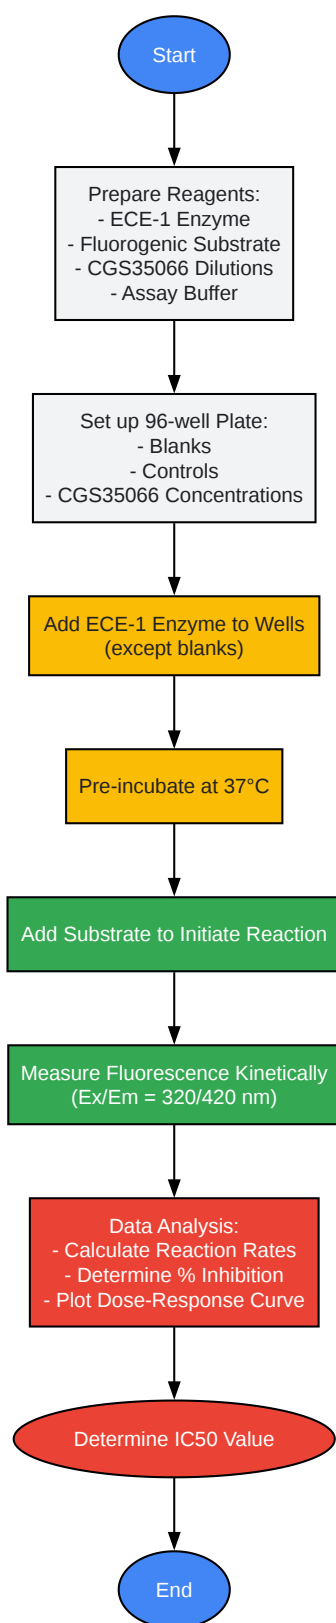 Start
Prepare Reagents:
- ECE-1 Enzyme
- Fluorogenic Substrate
- CGS35066 Dilutions
- Assay Buffer
Set up 96-well Plate:
- Blanks
- Controls
- CGS35066 Concentrations
Add ECE-1 Enzyme to Wells
(except blanks)
Pre-incubate at 37°C
Add Substrate to Initiate Reaction
Measure Fluorescence Kinetically
(Ex/Em = 320/420 nm)
Data Analysis:
- Calculate Reaction Rates
- Determine % Inhibition
- Plot Dose-Response Curve
Determine IC50 Value
End